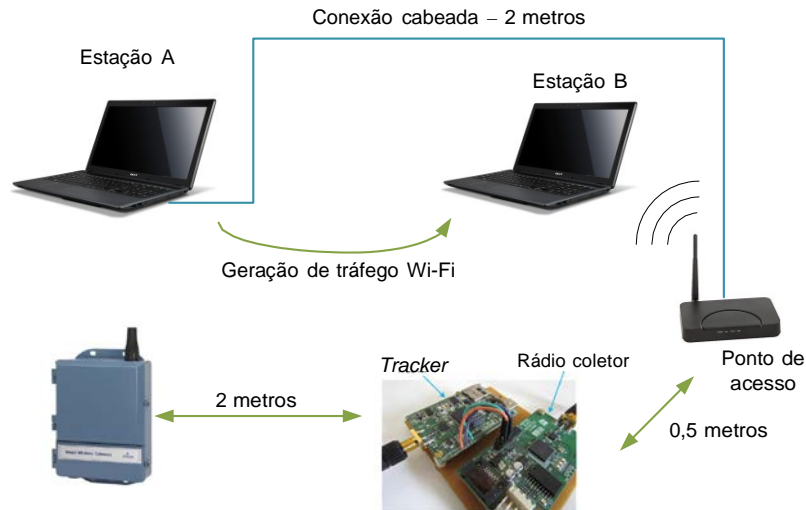 Conexão cabeada – 2 metros
Estação A
Estação B
Geração de tráfego Wi-Fi
Tracker
Rádio coletor
Ponto de
acesso
2 metros
0,5 metros